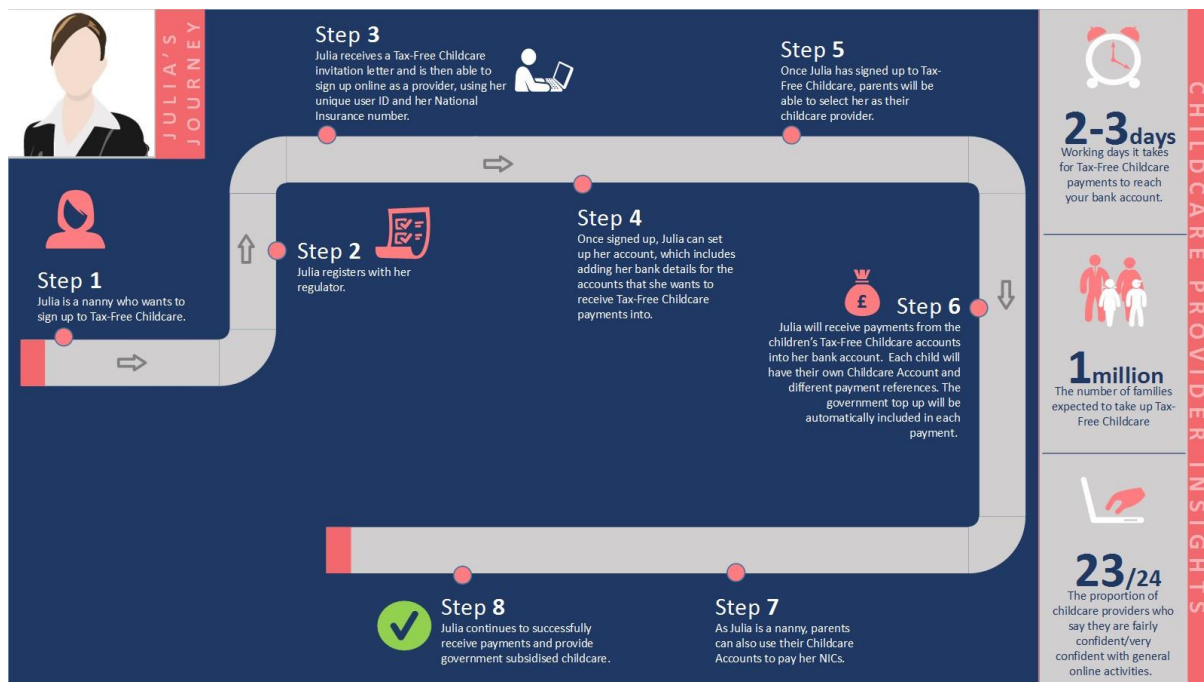 JULIA'S
JOURNEY
Step 1
Julia is a nanny who wants to
sign up to Tax-Free Childcare.
Step 2
Julia registers with her
regulator.
Step 3
Julia receives a Tax-Free Childcare
invitation letter and is then able to
sign up online as a provider, using her
unique user ID and her National
Insurance number.
Step 4
Once signed up, Julia can set
up her account, which includes
adding her bank details for the
accounts that she wants to
receive Tax-Free Childcare
payments into.
Step 5
Once Julia has signed up to Tax-
Free Childcare, parents will be
able to select her as their
childcare provider.
£
Step 6
Julia will receive payments from the
children's Tax-Free Childcare accounts
into her bank account. Each child will
have their own Childcare Account and
different payment references. The
government top up will be
automatically included in each
payment.
Step 7
As Julia is a nanny, parents
can also use their Childcare
Accounts to pay her NICs.
Step 8
Julia continues to successfully
receive payments and provide
government subsidised childcare.
CHILDCARE PROVIDER INSIGHTS
2-3days
Working days it takes
for Tax-Free Childcare
payments to reach
your bank account.
1million
The number of families
expected to take up Tax-
Free Childcare
23/24
The proportion of
childcare providers who
say they are fairly
confident/very
confident with general
online activities.